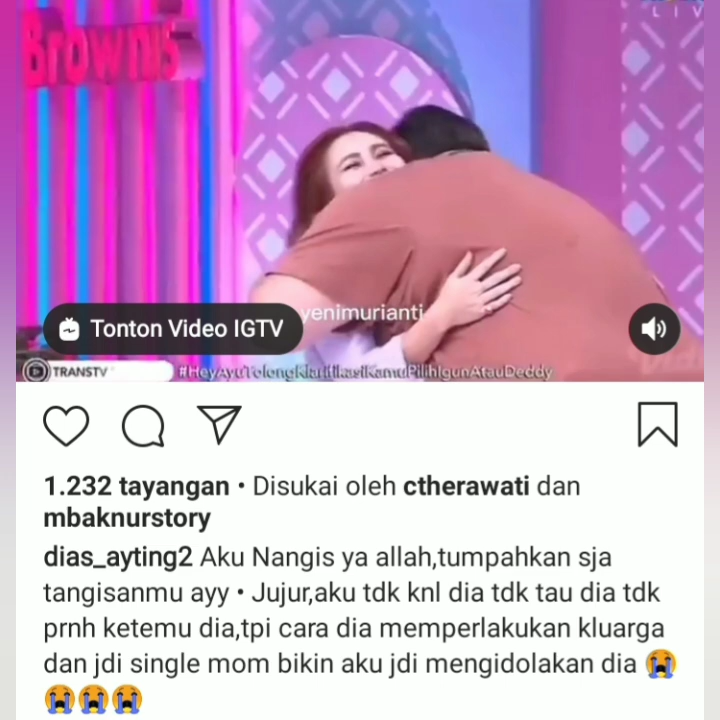 LIV
Brownis
yenimurianti
Tonton Video IGTV
TRANSTV
#HeyAyuTolongKlarifikasiKamuPilihIgunAtauDeddy
1.232 tayangan • Disukai oleh ctherawati dan
mbaknurstory
dias_ayting2 Aku Nangis ya allah,tumpahkan sja
tangisanmu ayy • Jujur,aku tdk knl dia tdk tau dia tdk
prnh ketemu dia,tpi cara dia memperlakukan kluarga
dan jdi single mom bikin aku jdi mengidolakan dia 😭
😭😭😭